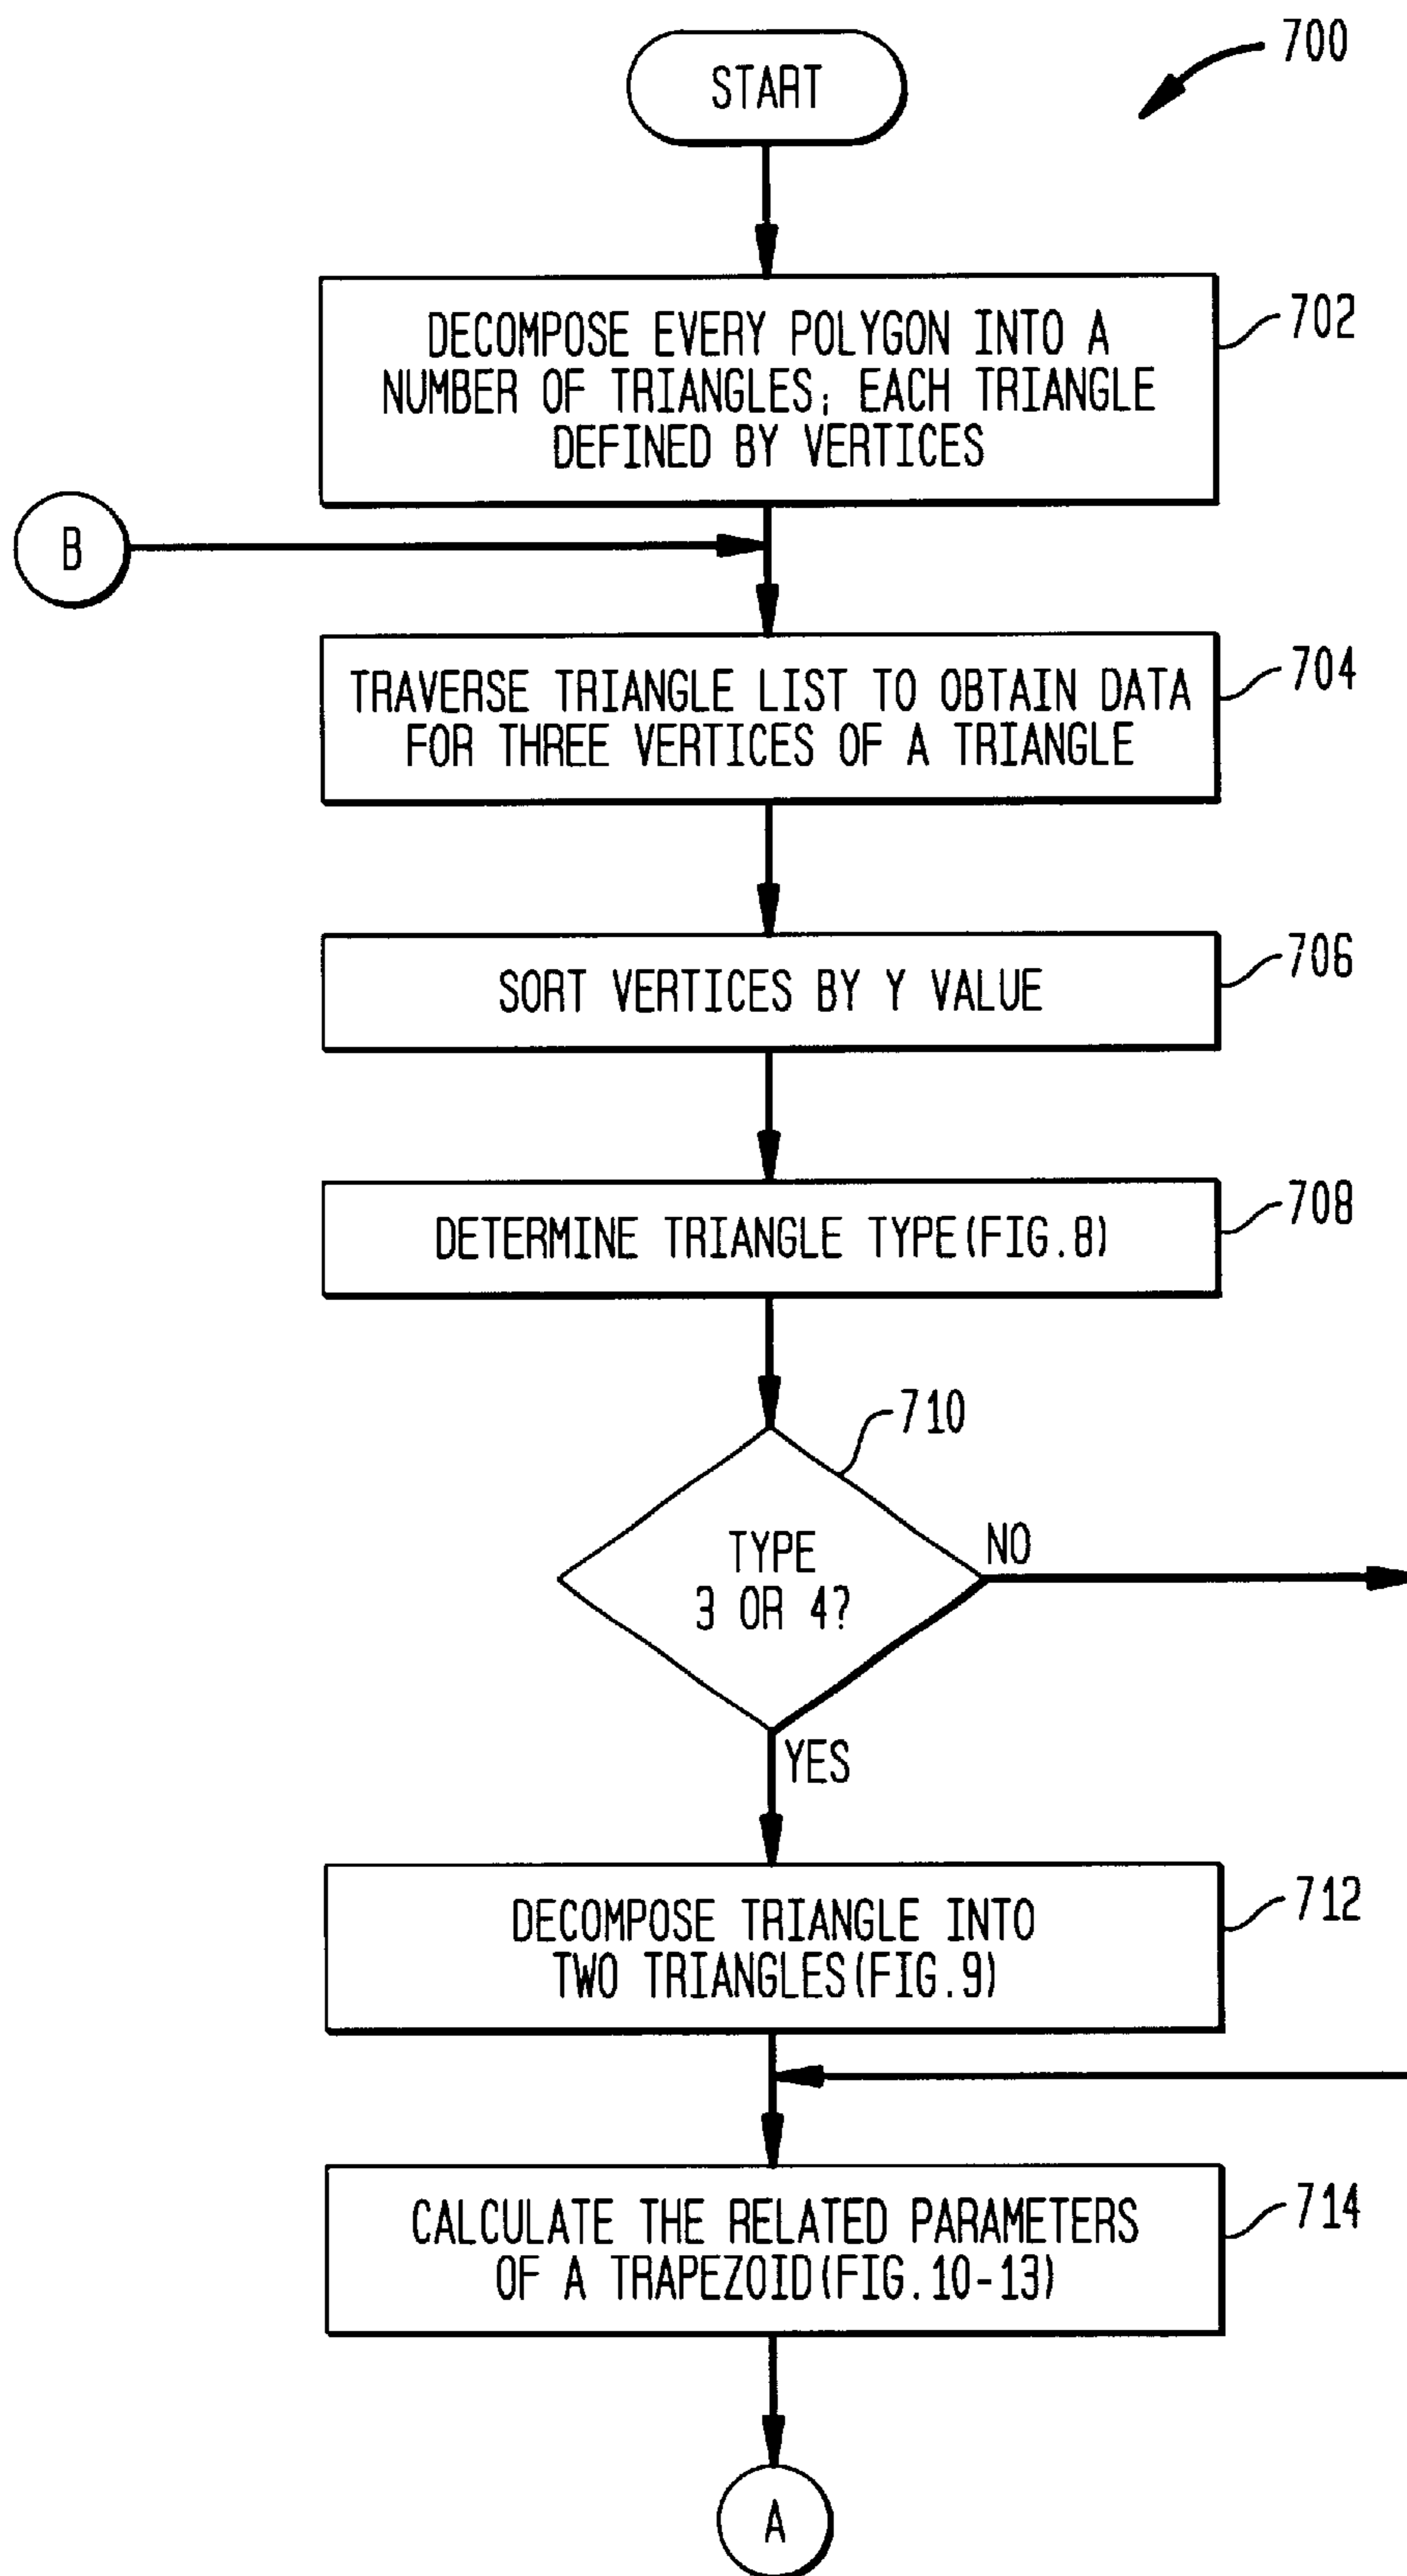 700
START
DECOMPOSE EVERY POLYGON INTO A
NUMBER OF TRIANGLES; EACH TRIANGLE
DEFINED BY VERTICES
702
B
TRAVERSE TRIANGLE LIST TO OBTAIN DATA
FOR THREE VERTICES OF A TRIANGLE
704
SORT VERTICES BY Y VALUE
706
DETERMINE TRIANGLE TYPE(FIG.8)
708
710
TYPE
3 OR 4?
NO
YES
DECOMPOSE TRIANGLE INTO
TWO TRIANGLES(FIG.9)
712
CALCULATE THE RELATED PARAMETERS
OF A TRAPEZOID(FIG.10-13)
714
A